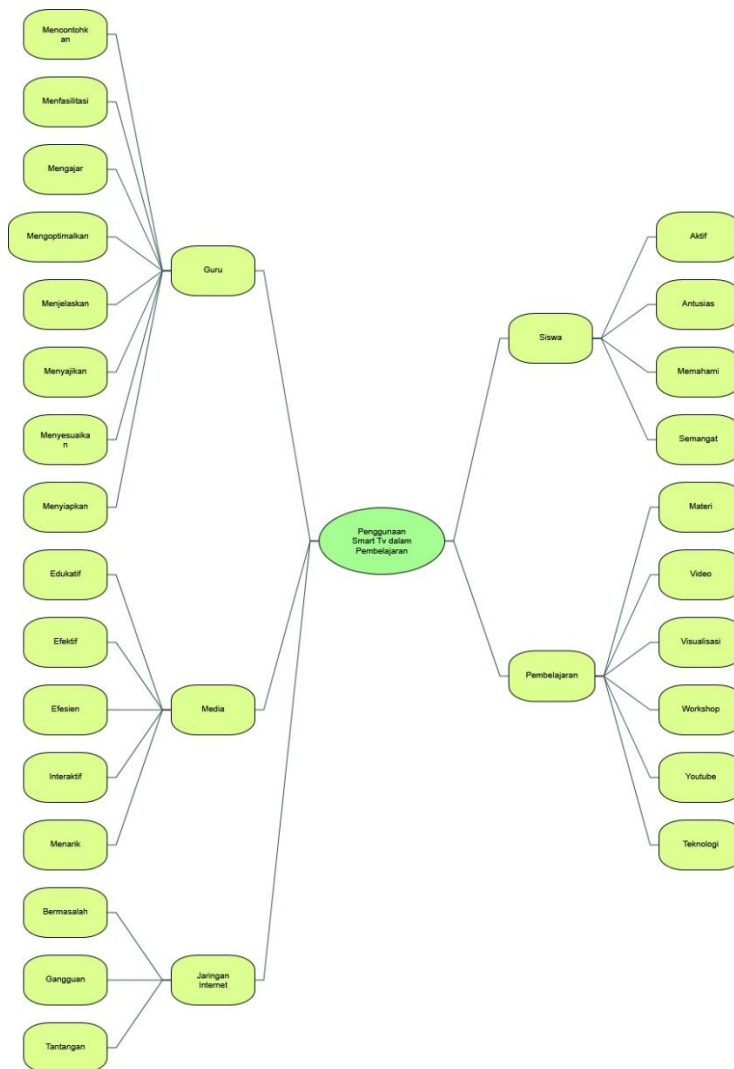 Mencontohk
an
Menfasilitasi
Mengajar
Mengoptimalkan
Menjelaskan
Menyajikan
Menyesuaika
n
Menyiapkan
Guru
Edukatif
Efektif
Efesien
Interaktif
Menarik
Media
Bermasalah
Gangguan
Tantangan
Jaringan
Internet
Penggunaan
Smart Tv dalam
Pembelajaran
Siswa
Aktif
Antusias
Memahami
Semangat
Pembelajaran
Materi
Video
Visualisasi
Workshop
Youtube
Teknologi